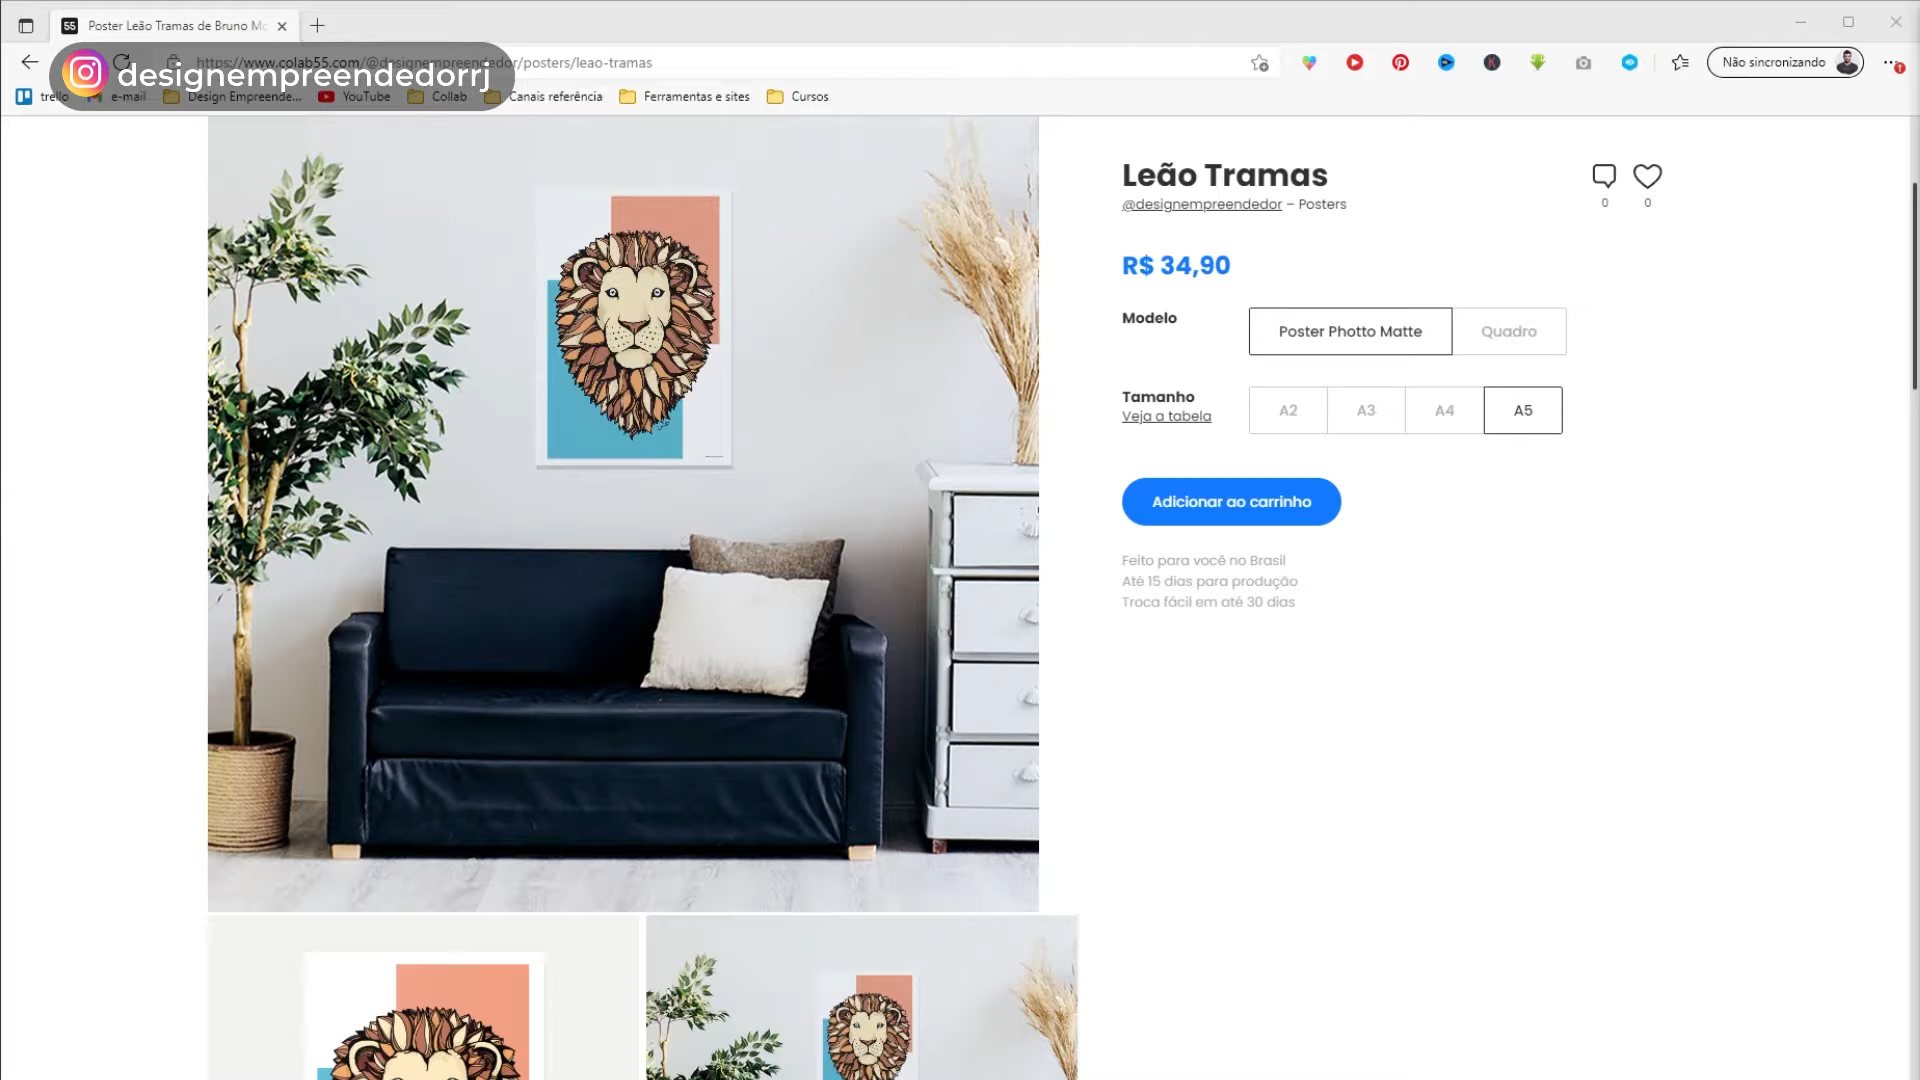 55 Poster Leão Tramas de Bruno Mo
https://www.colab55.com/@designempreendedor/posters/leao-tramas
designempreendedorrj
Não sincronizando
trello e-mail Design Empreende... YouTube Collab Canais referência Ferramentas e sites Cursos
Leão Tramas
@designempreendedor – Posters
0 0
R$ 34,90
Modelo
Poster Photto Matte Quadro
Tamanho
Veja a tabela
A2 A3 A4 A5
Adicionar ao carrinho
Feito para você no Brasil
Até 15 dias para produção
Troca fácil em até 30 dias